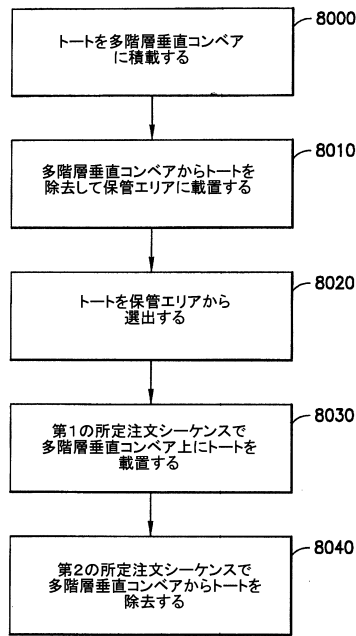 8000
トートを多階層垂直コンベア
に積載する
8010
多階層垂直コンベアからトートを
除去して保管エリアに載置する
8020
トートを保管エリアから
選出する
8030
第1の所定注文シーケンスで
多階層垂直コンベア上にトートを
載置する
8040
第2の所定注文シーケンスで
多階層垂直コンベアからトートを
除去する